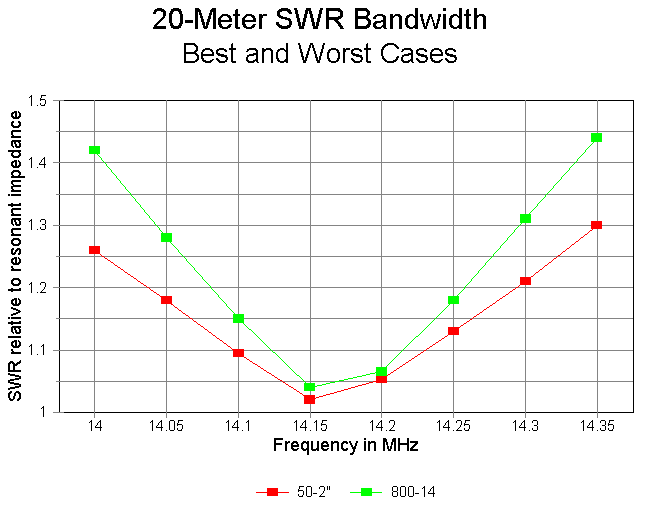 20-Meter SWR Bandwidth
Best and Worst Cases
SWR relative to resonant impedance
1.5
1.4
1.3
1.2
1.1
1
14 14.05 14.1 14.15 14.2 14.25 14.3 14.35
Frequency in MHz
50-2" 800-14